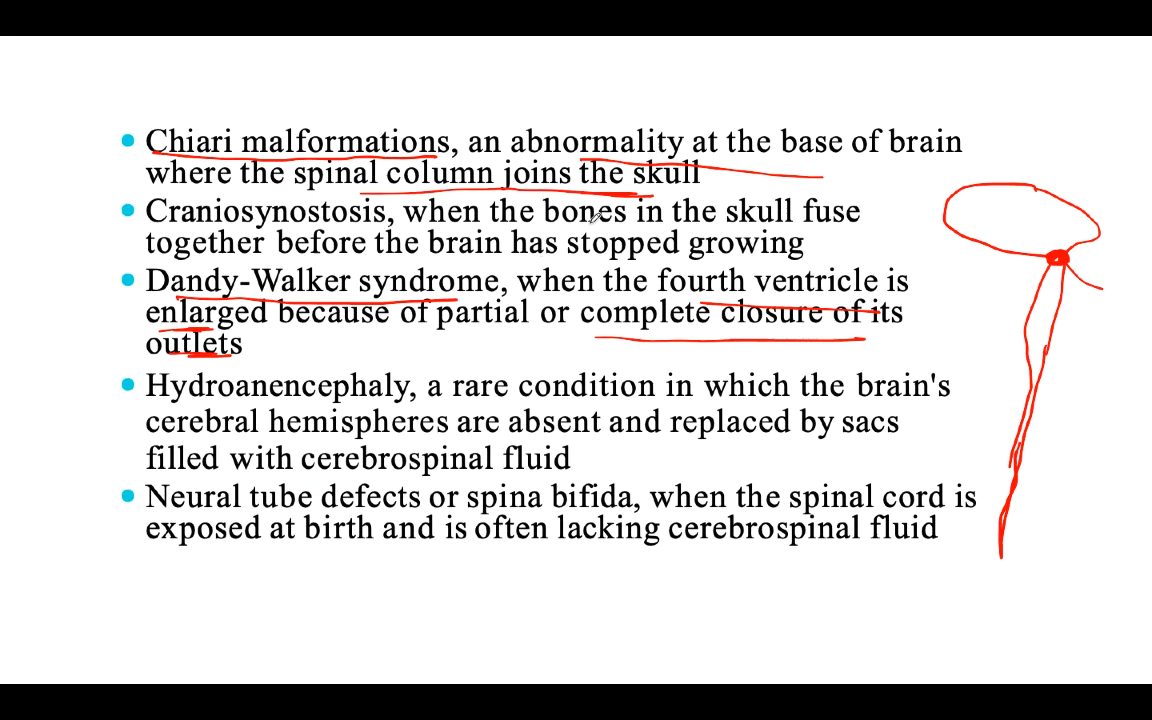 • Chiari malformations, an abnormality at the base of brain
where the spinal column joins the skull
• Craniosynostosis, when the bones in the skull fuse
together before the brain has stopped growing
• Dandy-Walker syndrome, when the fourth ventricle is
enlarged because of partial or complete closure of its
outlets
• Hydroanencephaly, a rare condition in which the brain's
cerebral hemispheres are absent and replaced by sacs
filled with cerebrospinal fluid
• Neural tube defects or spina bifida, when the spinal cord is
exposed at birth and is often lacking cerebrospinal fluid